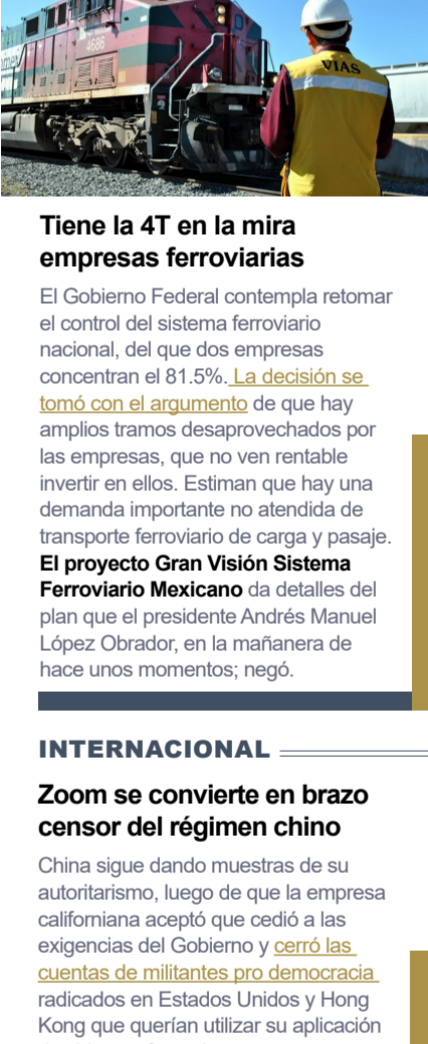 4686
VIAS
Tiene la 4T en la mira
empresas ferroviarias
El Gobierno Federal contempla retomar
el control del sistema ferroviario
nacional, del que dos empresas
concentran el 81.5%. La decisión se
tomó con el argumento de que hay
amplios tramos desaprovechados por
las empresas, que no ven rentable
invertir en ellos. Estiman que hay una
demanda importante no atendida de
transporte ferroviario de carga y pasaje.
El proyecto Gran Visión Sistema
Ferroviario Mexicano da detalles del
plan que el presidente Andrés Manuel
López Obrador, en la mañanera de
hace unos momentos; negó.
INTERNACIONAL
Zoom se convierte en brazo
censor del régimen chino
China sigue dando muestras de su
autoritarismo, luego de que la empresa
californiana aceptó que cedió a las
exigencias del Gobierno y cerró las
cuentas de militantes pro democracia
radicados en Estados Unidos y Hong
Kong que querían utilizar su aplicación